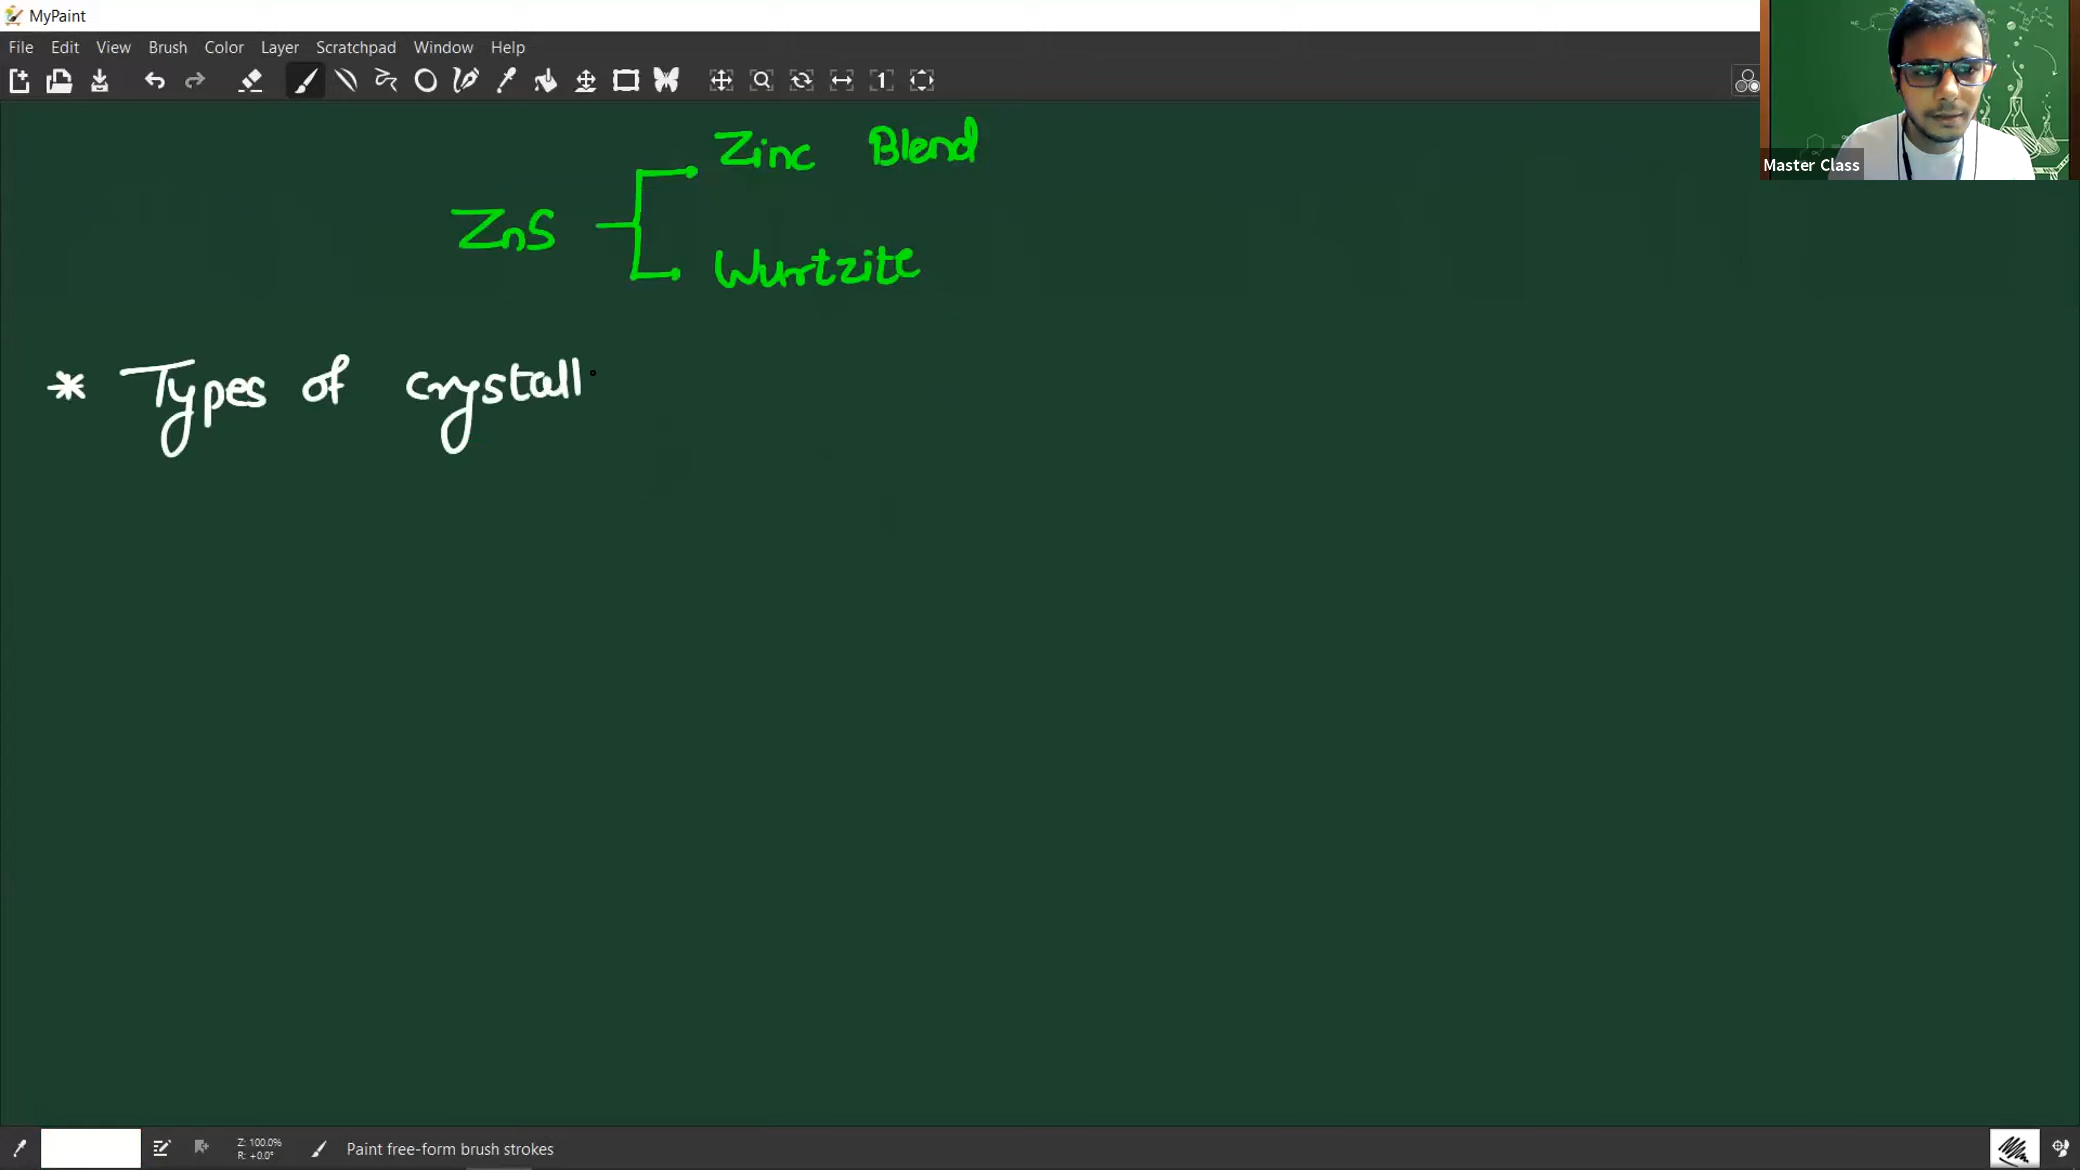 MyPaint
File Edit View Brush Color Layer Scratchpad Window Help
Master Class
Zinc Blend
ZnS
Wurtzite
* Types of crystall
Z: 100.0%
R: +0.0°
Paint free-form brush strokes